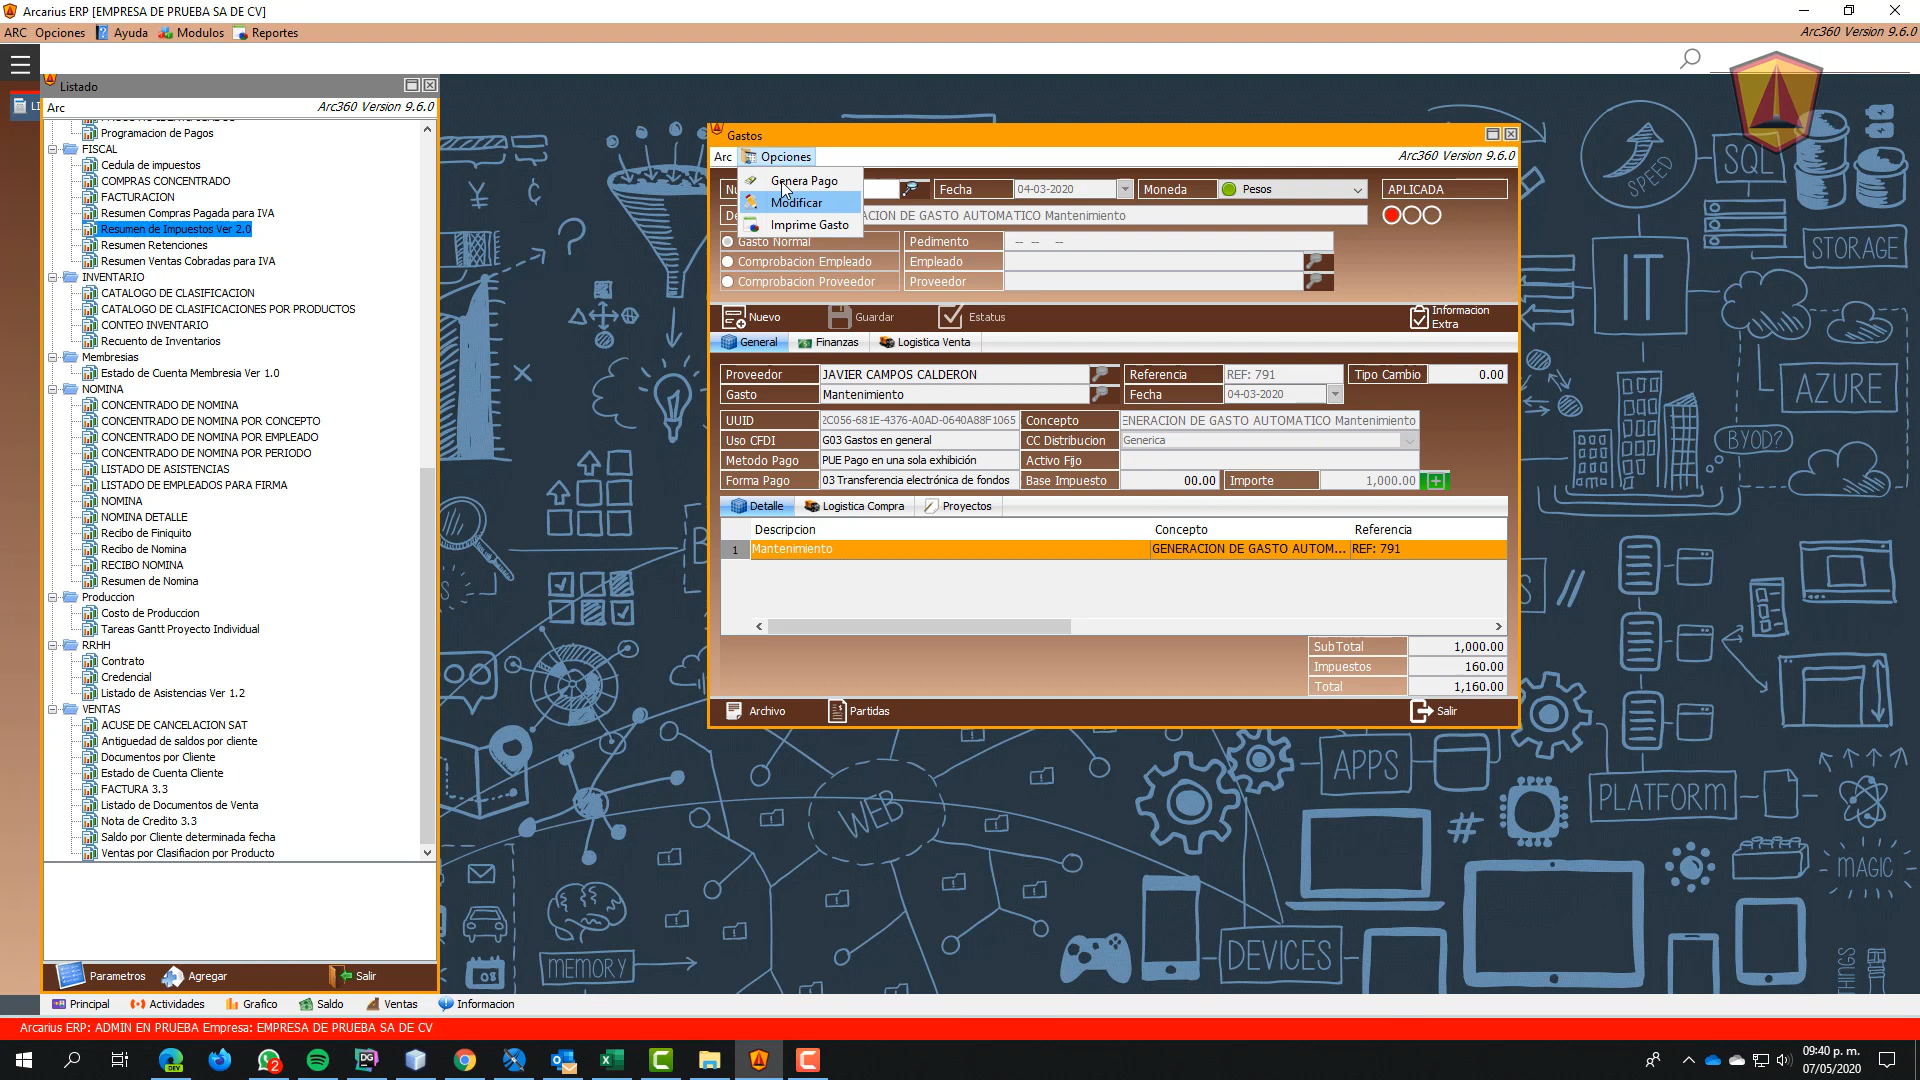 Arcarius ERP [EMPRESA DE PRUEBA SA DE CV]
ARC Opciones Ayuda Modulos Reportes
Arc360 Version 9.6.0
Listado
Arc
Arc360 Version 9.6.0
Programacion de Pagos
FISCAL
Cedula de impuestos
COMPRAS CONCENTRADO
FACTURACION
Resumen Compras Pagada para IVA
Resumen de Impuestos Ver 2.0
Resumen Retenciones
Resumen Ventas Cobradas para IVA
INVENTARIO
CATALOGO DE CLASIFICACION
CATALOGO DE CLASIFICACIONES POR PRODUCTOS
CONTEO INVENTARIO
Recuento de Inventarios
Membresias
Estado de Cuenta Membresia Ver 1.0
NOMINA
CONCENTRADO DE NOMINA
CONCENTRADO DE NOMINA POR CONCEPTO
CONCENTRADO DE NOMINA POR EMPLEADO
CONCENTRADO DE NOMINA POR PERIODO
LISTADO DE ASISTENCIAS
LISTADO DE EMPLEADOS PARA FIRMA
NOMINA
NOMINA DETALLE
Recibo de Finiquito
Recibo de Nomina
RECIBO NOMINA
Resumen de Nomina
Produccion
Costo de Produccion
Tareas Gantt Proyecto Individual
RRHH
Contrato
Credencial
Listado de Asistencias Ver 1.2
VENTAS
ACUSE DE CANCELACION SAT
Antiguedad de saldos por cliente
Documentos por Cliente
Estado de Cuenta Cliente
FACTURA 3.3
Listado de Documentos de Venta
Nota de Credito 3.3
Saldo por Cliente determinada fecha
Ventas por Clasifiacion por Producto
Parametros Agregar Salir
Gastos
Arc Opciones
Arc360 Version 9.6.0
Genera Pago
Modificar
Imprime Gasto
Fecha 04-03-2020 Moneda Pesos APLICADA
ION DE GASTO AUTOMATICO Mantenimiento
Gasto Normal Pedimento -- -- --
Comprobacion Empleado Empleado
Comprobacion Proveedor Proveedor
Nuevo Guardar Estatus Informacion Extra
General Finanzas Logistica Venta
Proveedor JAVIER CAMPOS CALDERON Referencia REF: 791 Tipo Cambio 0.00
Gasto Mantenimiento Fecha 04-03-2020
UUID 2C056-681E-4376-A0AD-0640A88F1065 Concepto ENERACION DE GASTO AUTOMATICO Mantenimiento
Uso CFDI G03 Gastos en general CC Distribucion Generica
Metodo Pago PUE Pago en una sola exhibición Activo Fijo
Forma Pago 03 Transferencia electrónica de fondos Base Impuesto 00.00 Importe 1,000.00
Detalle Logistica Compra Proyectos
Descripcion Concepto Referencia
1 Mantenimiento GENERACION DE GASTO AUTOM... REF: 791
SubTotal 1,000.00
Impuestos 160.00
Total 1,160.00
Archivo Partidas Salir
SPEED
SQL
STORAGE
IT
AZURE
BYOD?
WEB
APPS
#
PLATFORM
MAGIC
MEMORY
DEVICES
THINGS
08
Principal Actividades Grafico Saldo Ventas Informacion
Arcarius ERP: ADMIN EN PRUEBA Empresa: EMPRESA DE PRUEBA SA DE CV
DEV
2
DG
09:40 p. m.
07/05/2020